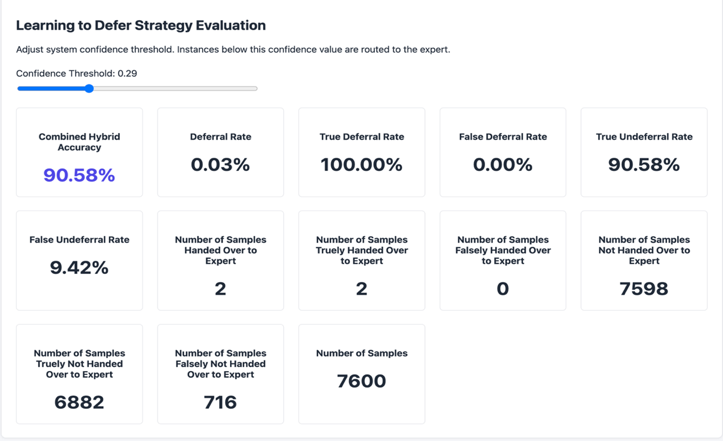 Learning to Defer Strategy Evaluation
Adjust system confidence threshold. Instances below this confidence value are routed to the expert.
Confidence Threshold: 0.29
Combined Hybrid
Accuracy
90.58%
Deferral Rate
0.03%
True Deferral Rate
100.00%
False Deferral Rate
0.00%
True Undeferral Rate
90.58%
False Undeferral Rate
9.42%
Number of Samples
Handed Over to
Expert
2
Number of Samples
Truely Handed Over
to Expert
2
Number of Samples
Falsely Handed Over
to Expert
0
Number of Samples
Not Handed Over to
Expert
7598
Number of Samples
Truely Not Handed
Over to Expert
6882
Number of Samples
Falsely Not Handed
Over to Expert
716
Number of Samples
7600